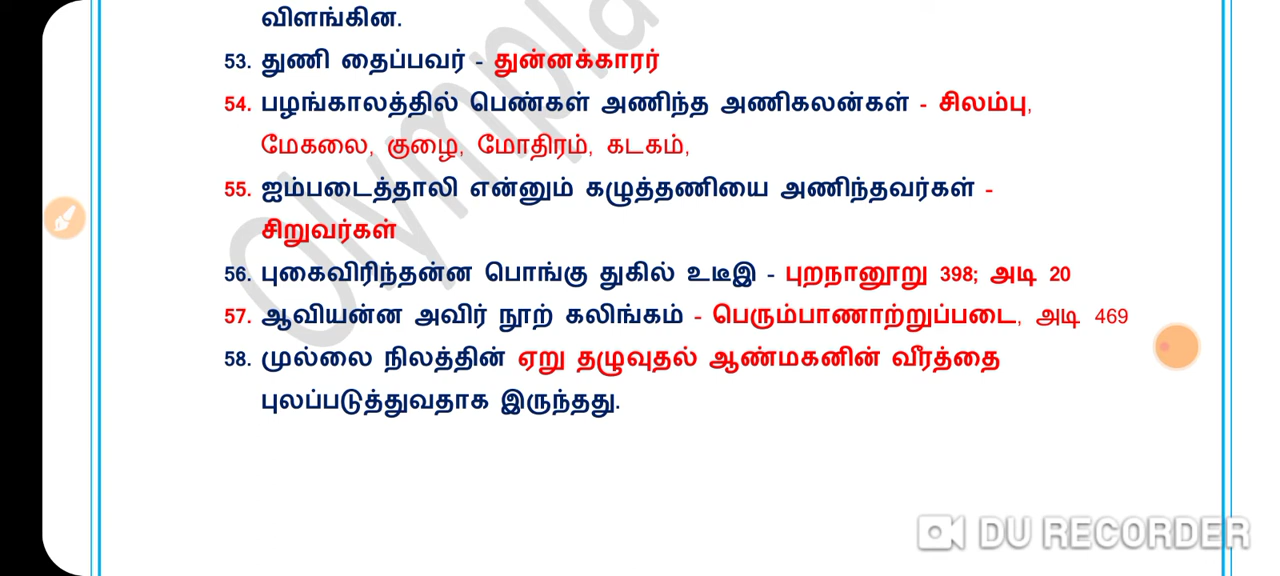 விளங்கின.
53. துணி தைப்பவர் - துன்னக்காரர்
54. பழங்காலத்தில் பெண்கள் அணிந்த அணிகலன்கள் - சிலம்பு,
மேகலை, குழை, மோதிரம், கடகம்,
55. ஐம்படைத்தாலி என்னும் கழுத்தணியை அணிந்தவர்கள் -
சிறுவர்கள்
56. புகைவிரிந்தன்ன பொங்கு துகில் உடீஇ - புறநானூறு 398; அடி 20
57. ஆவியன்ன அவிர் நூற் கலிங்கம் - பெரும்பாணாற்றுப்படை, அடி 469
58. முல்லை நிலத்தின் ஏறு தழுவுதல் ஆண்மகனின் வீரத்தை
புலப்படுத்துவதாக இருந்தது.
DU RECORDER